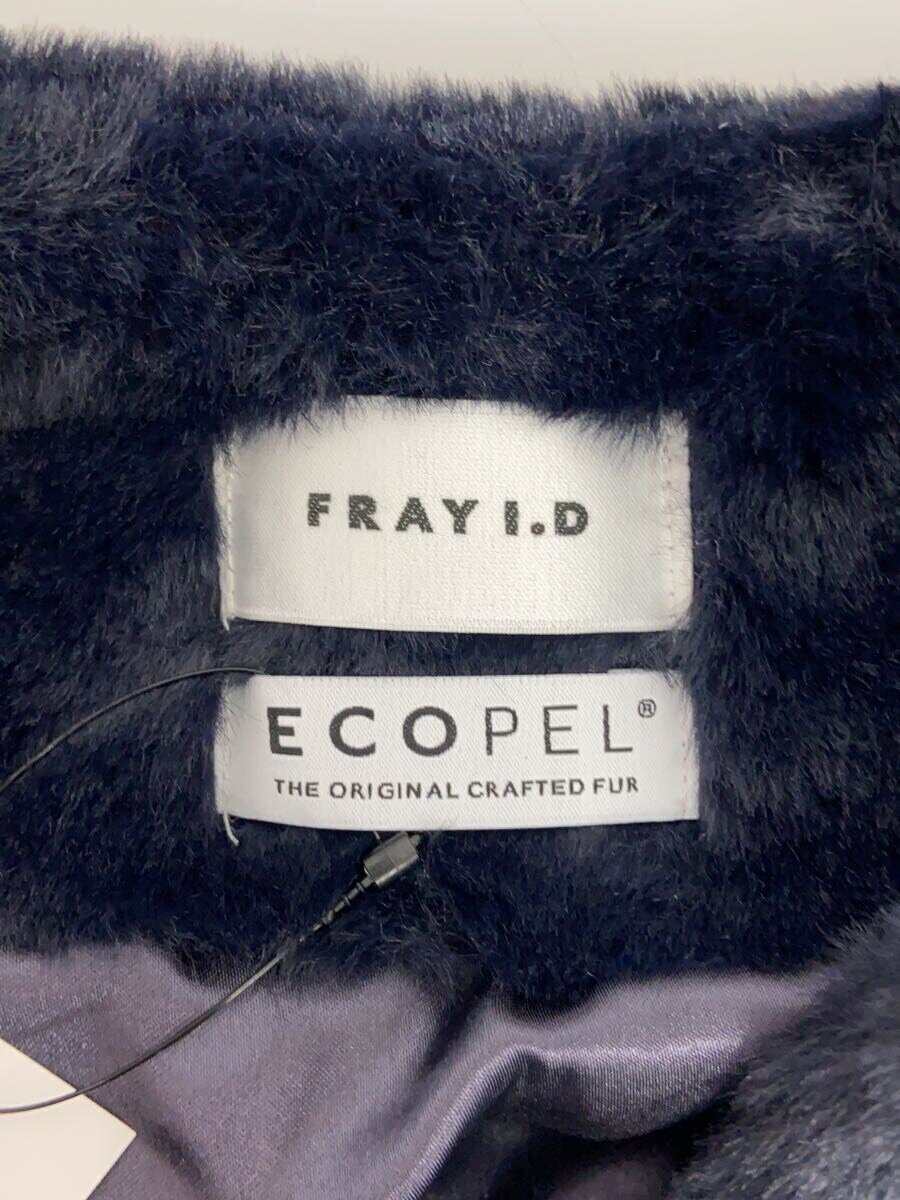 FRAY I.D
ECOPEL®
THE ORIGINAL CRAFTED FUR